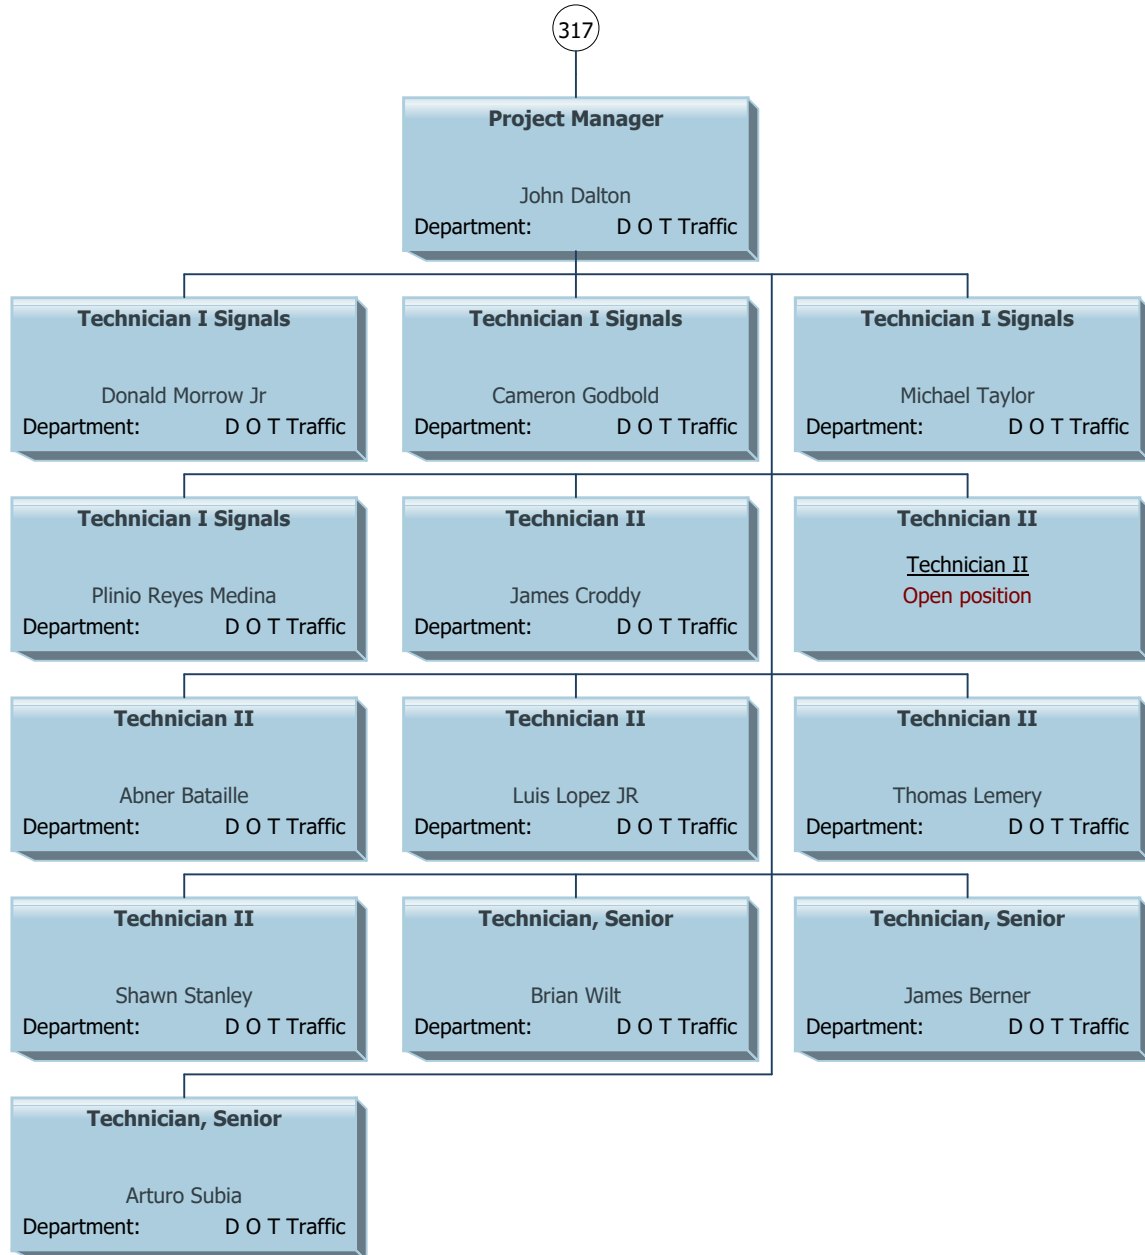 317
Project Manager
John Dalton
Department: D O T Traffic
Technician I Signals
Donald Morrow Jr
Department: D O T Traffic
Technician I Signals
Cameron Godbold
Department: D O T Traffic
Technician I Signals
Michael Taylor
Department: D O T Traffic
Technician I Signals
Plinio Reyes Medina
Department: D O T Traffic
Technician II
James Croddy
Department: D O T Traffic
Technician II
Technician II
Open position
Technician II
Abner Bataille
Department: D O T Traffic
Technician II
Luis Lopez JR
Department: D O T Traffic
Technician II
Thomas Lemery
Department: D O T Traffic
Technician II
Shawn Stanley
Department: D O T Traffic
Technician, Senior
Brian Wilt
Department: D O T Traffic
Technician, Senior
James Berner
Department: D O T Traffic
Technician, Senior
Arturo Subia
Department: D O T Traffic